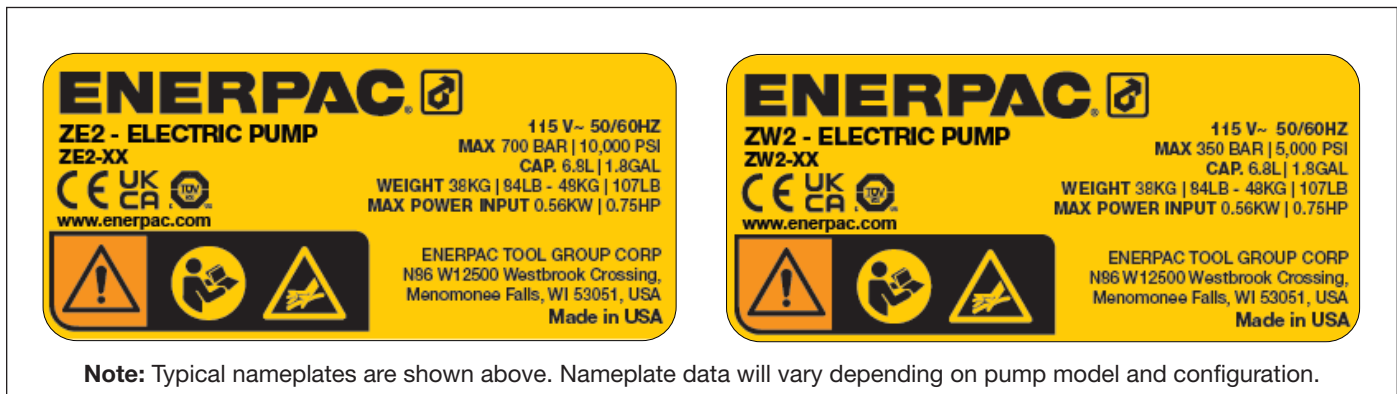 ENERPAC®
ZE2 - ELECTRIC PUMP
ZE2-XX
CE UK CA TÜV
www.enerpac.com
115 V~ 50/60HZ
MAX 700 BAR | 10,000 PSI
CAP. 6.8L | 1.8GAL
WEIGHT 38KG | 84LB - 48KG | 107LB
MAX POWER INPUT 0.56KW | 0.75HP
ENERPAC TOOL GROUP CORP
N86 W12500 Westbrook Crossing,
Menomonee Falls, WI 53051, USA
Made in USA
ENERPAC®
ZW2 - ELECTRIC PUMP
ZW2-XX
CE UK CA TÜV
www.enerpac.com
115 V~ 50/60HZ
MAX 350 BAR | 5,000 PSI
CAP. 6.8L | 1.8GAL
WEIGHT 38KG | 84LB - 48KG | 107LB
MAX POWER INPUT 0.56KW | 0.75HP
ENERPAC TOOL GROUP CORP
N86 W12500 Westbrook Crossing,
Menomonee Falls, WI 53051, USA
Made in USA
Note: Typical nameplates are shown above. Nameplate data will vary depending on pump model and configuration.